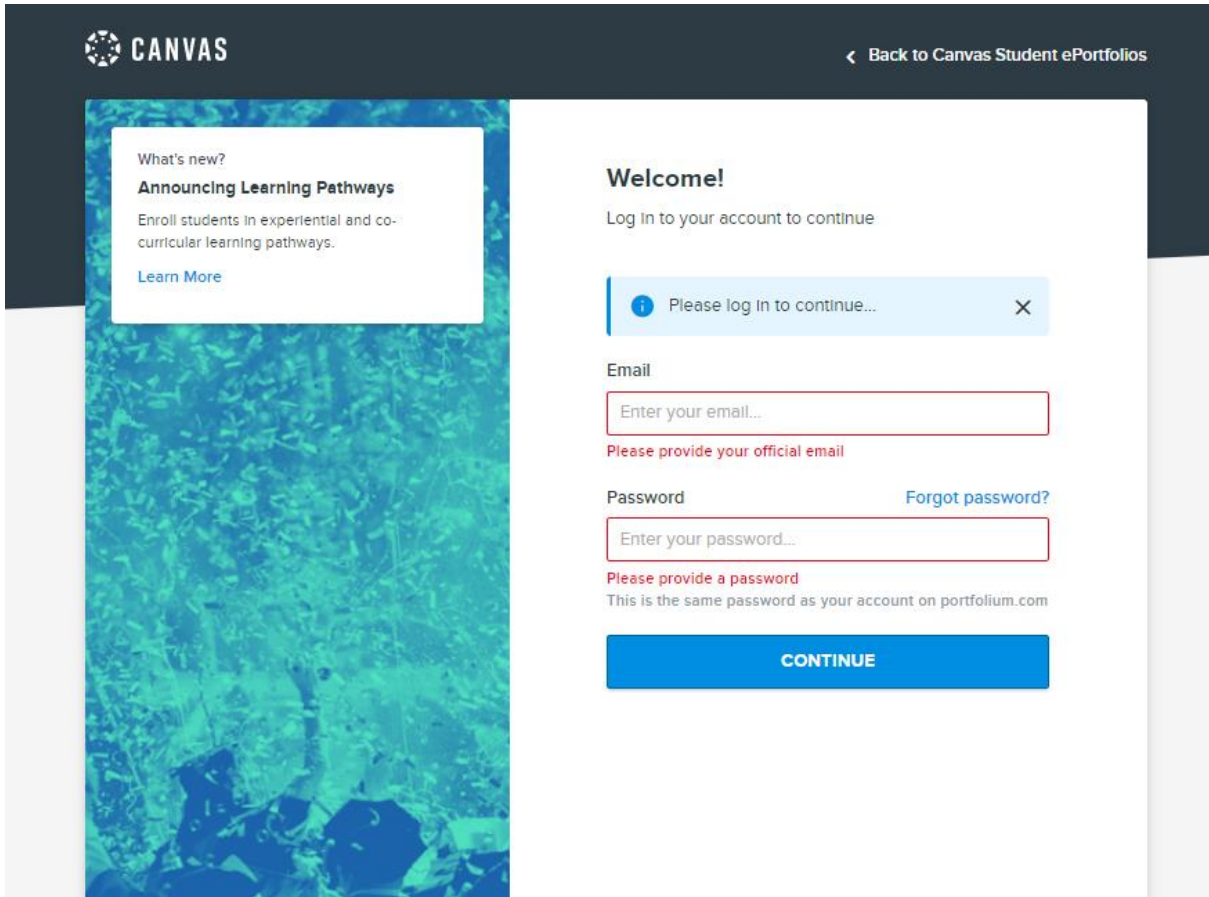 CANVAS
Back to Canvas Student ePortfolios
What's new?
Announcing Learning Pathways
Enroll students in experiential and co-
curricular learning pathways.
Learn More
Welcome!
Log in to your account to continue
Please log in to continue...
Email
Enter your email...
Please provide your official email
Password
Forgot password?
Enter your password...
Please provide a password
This is the same password as your account on portfolium.com
CONTINUE